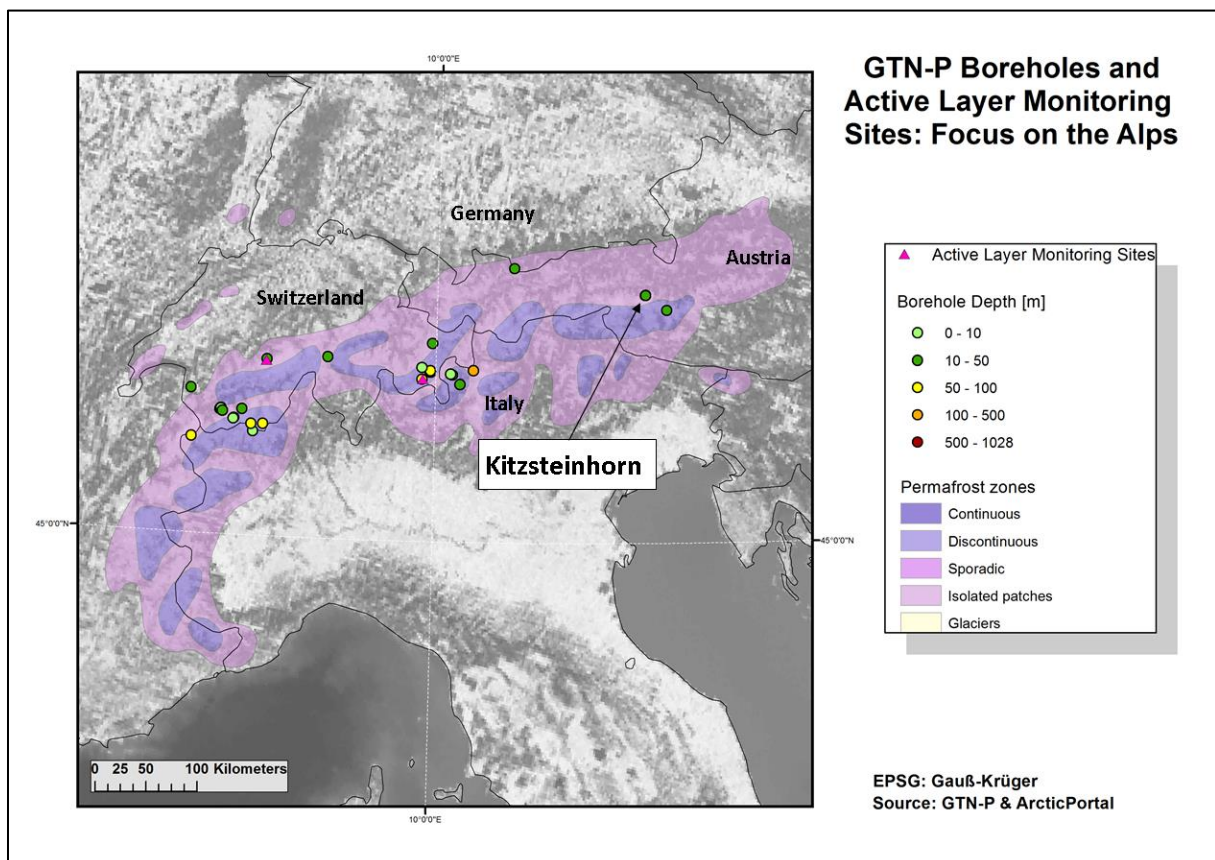 GTN-P Boreholes and
Active Layer Monitoring
Sites: Focus on the Alps
10°0'0"E
Germany
Austria
Switzerland
Italy
Kitzsteinhorn
45°0'0"N
45°0'0"N
0 25 50 100 Kilometers
10°0'0"E
Active Layer Monitoring Sites
Borehole Depth [m]
0 - 10
10 - 50
50 - 100
100 - 500
500 - 1028
Permafrost zones
Continuous
Discontinuous
Sporadic
Isolated patches
Glaciers
EPSG: Gauß-Krüger
Source: GTN-P & ArcticPortal